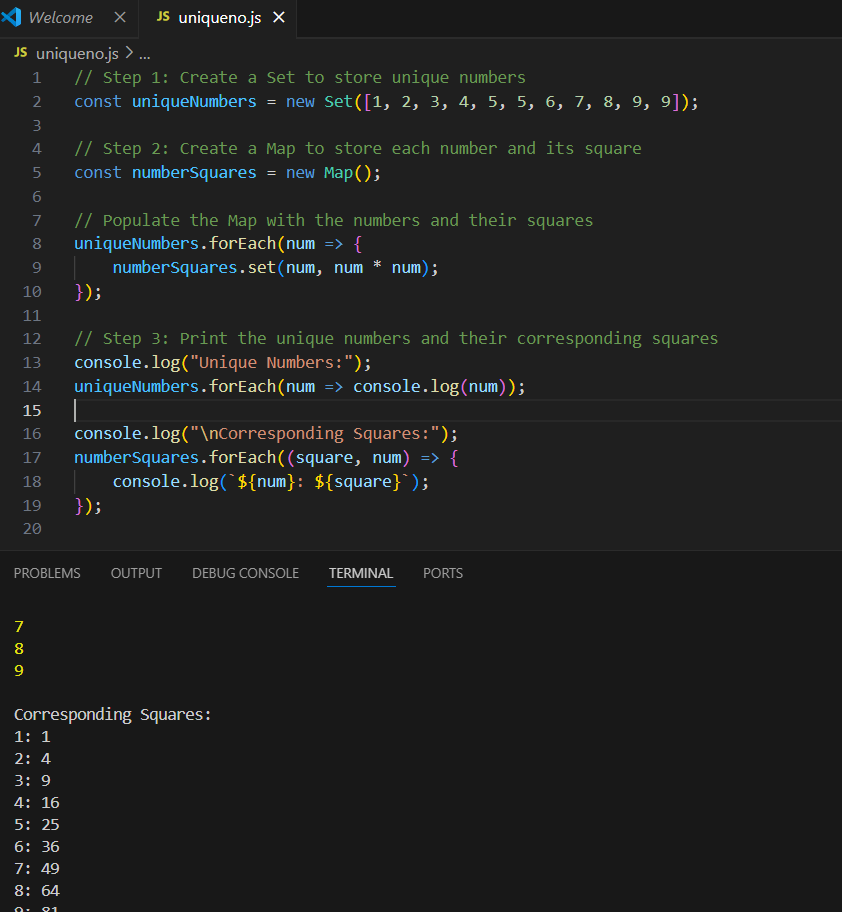 Welcome
JS uniqueno.js
JS uniqueno.js > ...
1 // Step 1: Create a Set to store unique numbers
2 const uniqueNumbers = new Set([1, 2, 3, 4, 5, 5, 6, 7, 8, 9, 9]);
3
4 // Step 2: Create a Map to store each number and its square
5 const numberSquares = new Map();
6
7 // Populate the Map with the numbers and their squares
8 uniqueNumbers.forEach(num => {
9     numberSquares.set(num, num * num);
10 });
11
12 // Step 3: Print the unique numbers and their corresponding squares
13 console.log("Unique Numbers:");
14 uniqueNumbers.forEach(num => console.log(num));
15
16 console.log("\nCorresponding Squares:");
17 numberSquares.forEach((square, num) => {
18     console.log(`${num}: ${square}`);
19 });
20
PROBLEMS OUTPUT DEBUG CONSOLE TERMINAL PORTS
7
8
9
Corresponding Squares:
1: 1
2: 4
3: 9
4: 16
5: 25
6: 36
7: 49
8: 64
9: 81